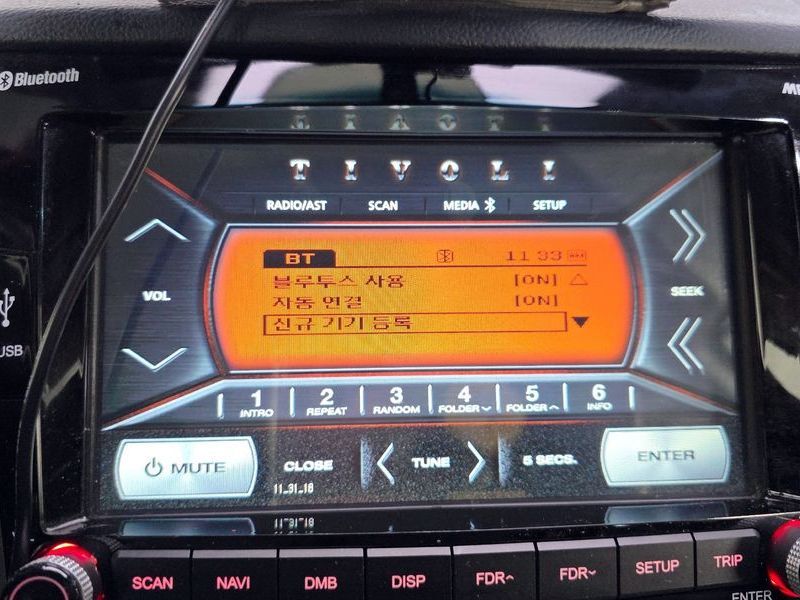 Bluetooth
TIVOLI
RADIO/AST SCAN MEDIA SETUP
BT 11 33
블루투스 사용 [ON]
자동 연결 [ON]
신규 기기 등록
VOL
SEEK
USB
1 2 3 4 5 6
INTRO REPEAT RANDOM FOLDER FOLDER INFO
MUTE CLOSE TUNE 5 SECS. ENTER
11_31_18
SCAN NAVI DMB DISP FDR FDR SETUP TRIP
ENTER